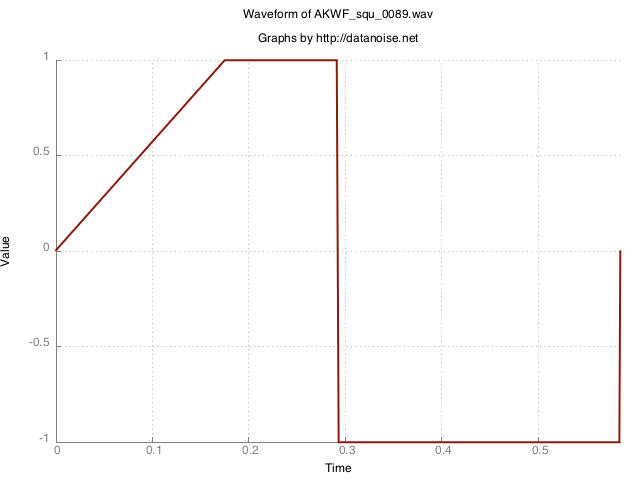 Waveform of AKWF_squ_0089.wav
Graphs by http://datanoise.net
1
0.5
0
-0.5
-1
Value
0 0.1 0.2 0.3 0.4 0.5
Time